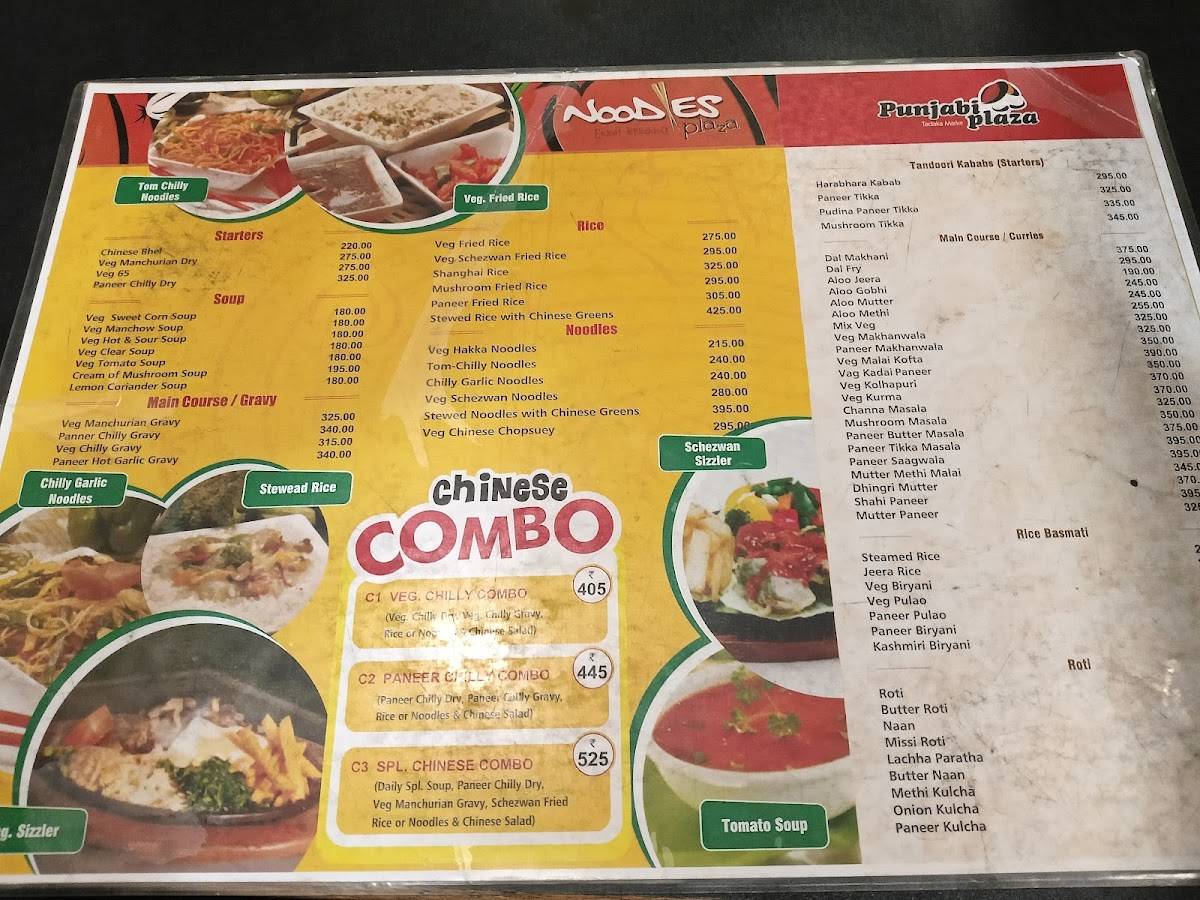 NOODLES
plaza
Punjabi
plaza
Tadaka Marke
Tom Chilly
Noodles
Veg. Fried Rice
Starters
Chinese Bhel 220.00
Veg Manchurian Dry 275.00
Veg 65 275.00
Paneer Chilly Dry 325.00
Soup
Veg Sweet Corn Soup 180.00
Veg Manchow Soup 180.00
Veg Hot & Sour Soup 180.00
Veg Clear Soup 180.00
Veg Tomato Soup 180.00
Cream of Mushroom Soup 195.00
Lemon Coriander Soup 180.00
Main Course / Gravy
Veg Manchurian Gravy 325.00
Panner Chilly Gravy 340.00
Veg Chilly Gravy 315.00
Paneer Hot Garlic Gravy 340.00
Chilly Garlic
Noodles
Stewead Rice
Sizzler
Rice
Veg Fried Rice 275.00
Veg Schezwan Fried Rice 295.00
Shanghai Rice 325.00
Mushroom Fried Rice 295.00
Paneer Fried Rice 305.00
Stewed Rice with Chinese Greens 425.00
Noodles
Veg Hakka Noodles 215.00
Tom-Chilly Noodles 240.00
Chilly Garlic Noodles 240.00
Veg Schezwan Noodles 280.00
Stewed Noodles with Chinese Greens 395.00
Veg Chinese Chopsuey 295.00
Schezwan
Sizzler
chiNese
COMBO
C1 VEG. CHILLY COMBO ₹ 405
(Veg. Chilly Dry, Veg. Chilly Gravy,
Rice or Noodles & Chinese Salad)
C2 PANEER CHILLY COMBO ₹ 445
(Paneer Chilly Dry, Paneer Chilly Gravy,
Rice or Noodles & Chinese Salad)
C3 SPL. CHINESE COMBO ₹ 525
(Daily Spl. Soup, Paneer Chilly Dry,
Veg Manchurian Gravy, Schezwan Fried
Rice or Noodles & Chinese Salad)
Tomato Soup
Tandoori Kababs (Starters)
Harabhara Kabab 295.00
Paneer Tikka 325.00
Pudina Paneer Tikka 335.00
Mushroom Tikka 345.00
Main Course / Curries
Dal Makhani 375.00
Dal Fry 295.00
Aloo Jeera 190.00
Aloo Gobhi 245.00
Aloo Mutter 245.00
Aloo Methi 255.00
Mix Veg 325.00
Veg Makhanwala 325.00
Paneer Makhanwala 350.00
Veg Malai Kofta 390.00
Vag Kadai Paneer 350.00
Veg Kolhapuri 370.00
Veg Kurma 370.00
Channa Masala 325.00
Mushroom Masala 350.00
Paneer Butter Masala 375.00
Paneer Tikka Masala 395.00
Paneer Saagwala 395.00
Mutter Methi Malai 345.0
Dhingri Mutter 370.
Shahi Paneer 395
Mutter Paneer
Rice Basmati
Steamed Rice
Jeera Rice
Veg Biryani
Veg Pulao
Paneer Pulao
Paneer Biryani
Kashmiri Biryani
Roti
Roti
Butter Roti
Naan
Missi Roti
Lachha Paratha
Butter Naan
Methi Kulcha
Onion Kulcha
Paneer Kulcha